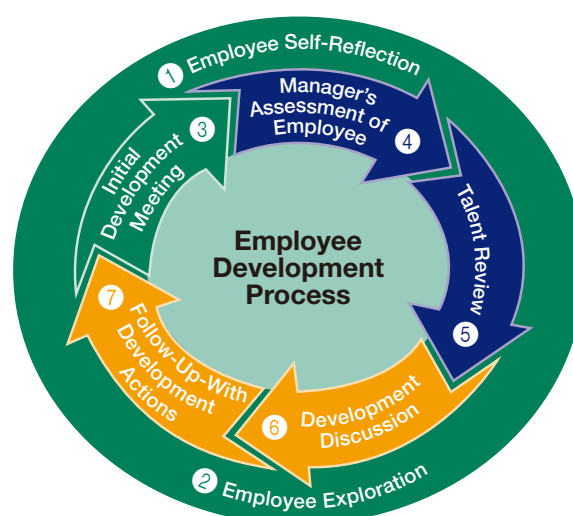 1 Employee Self-Reflection
Initial
Development
Meeting
3
Manager's
Assessment of
Employee
4
Talent Review
5
Employee
Development
Process
7
Follow-Up-With
Development
Actions
6
Development
Discussion
2 Employee Exploration